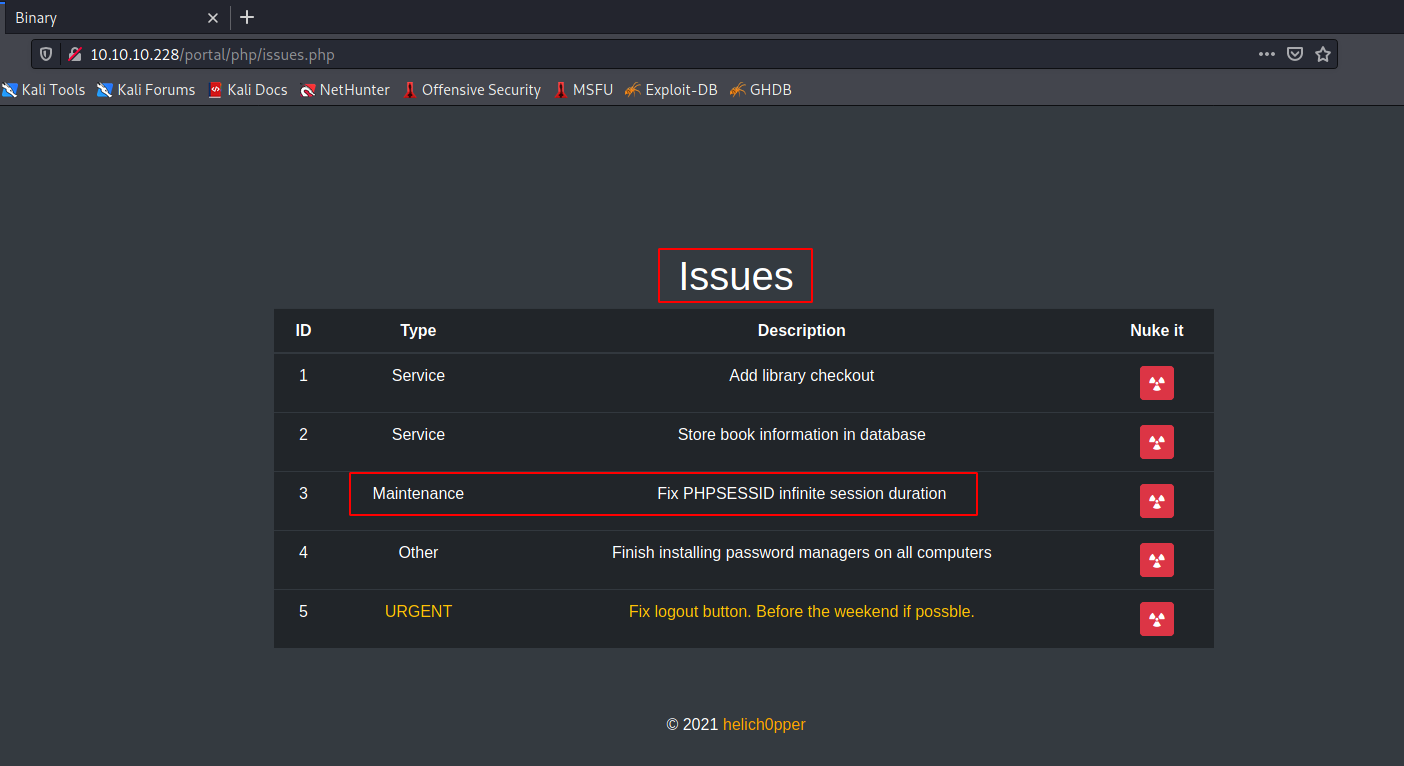 Binary
10.10.10.228/portal/php/issues.php
Kali Tools Kali Forums Kali Docs NetHunter Offensive Security MSFU Exploit-DB GHDB
Issues
ID Type Description Nuke it
1 Service Add library checkout
2 Service Store book information in database
3 Maintenance Fix PHPSESSID infinite session duration
4 Other Finish installing password managers on all computers
5 URGENT Fix logout button. Before the weekend if possble.
© 2021 helich0pper